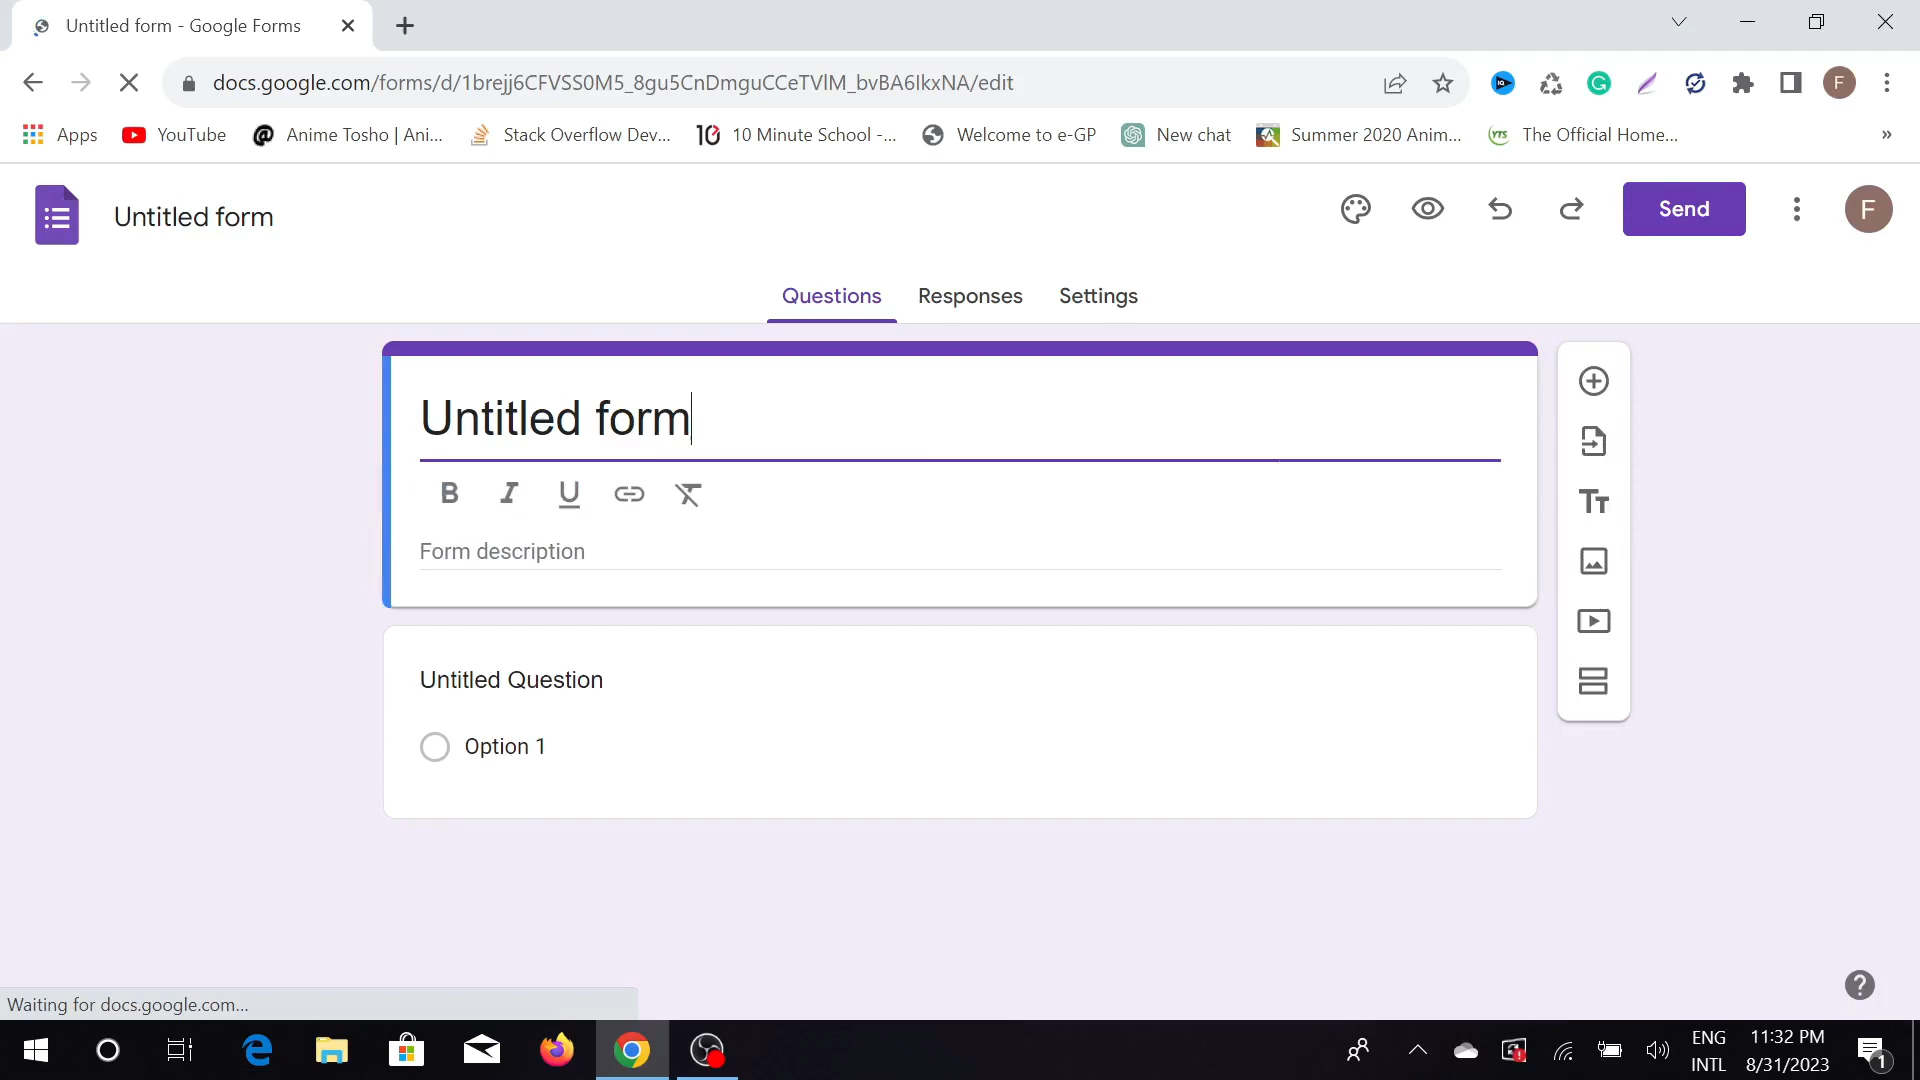 Untitled form - Google Forms
docs.google.com/forms/d/1brejj6CFVSS0M5_8gu5CnDmguCCeTVlM_bvBA6IkxNA/edit
F
Apps
YouTube
Anime Tosho | Ani...
Stack Overflow Dev...
10 Minute School -...
Welcome to e-GP
New chat
Summer 2020 Anim...
The Official Home...
»
Untitled form
Send
F
Questions
Responses
Settings
Untitled form
B I U
Form description
Tт
Untitled Question
Option 1
Waiting for docs.google.com...
ENG
INTL
11:32 PM
8/31/2023
1